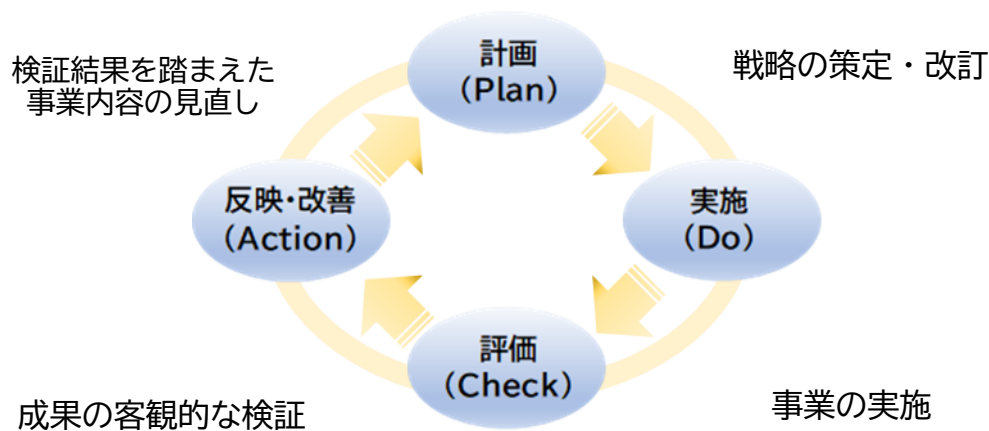 計画
(Plan)
戦略の策定・改訂
検証結果を踏まえた
事業内容の見直し
反映･改善
(Action)
実施
(Do)
評価
(Check)
成果の客観的な検証
事業の実施